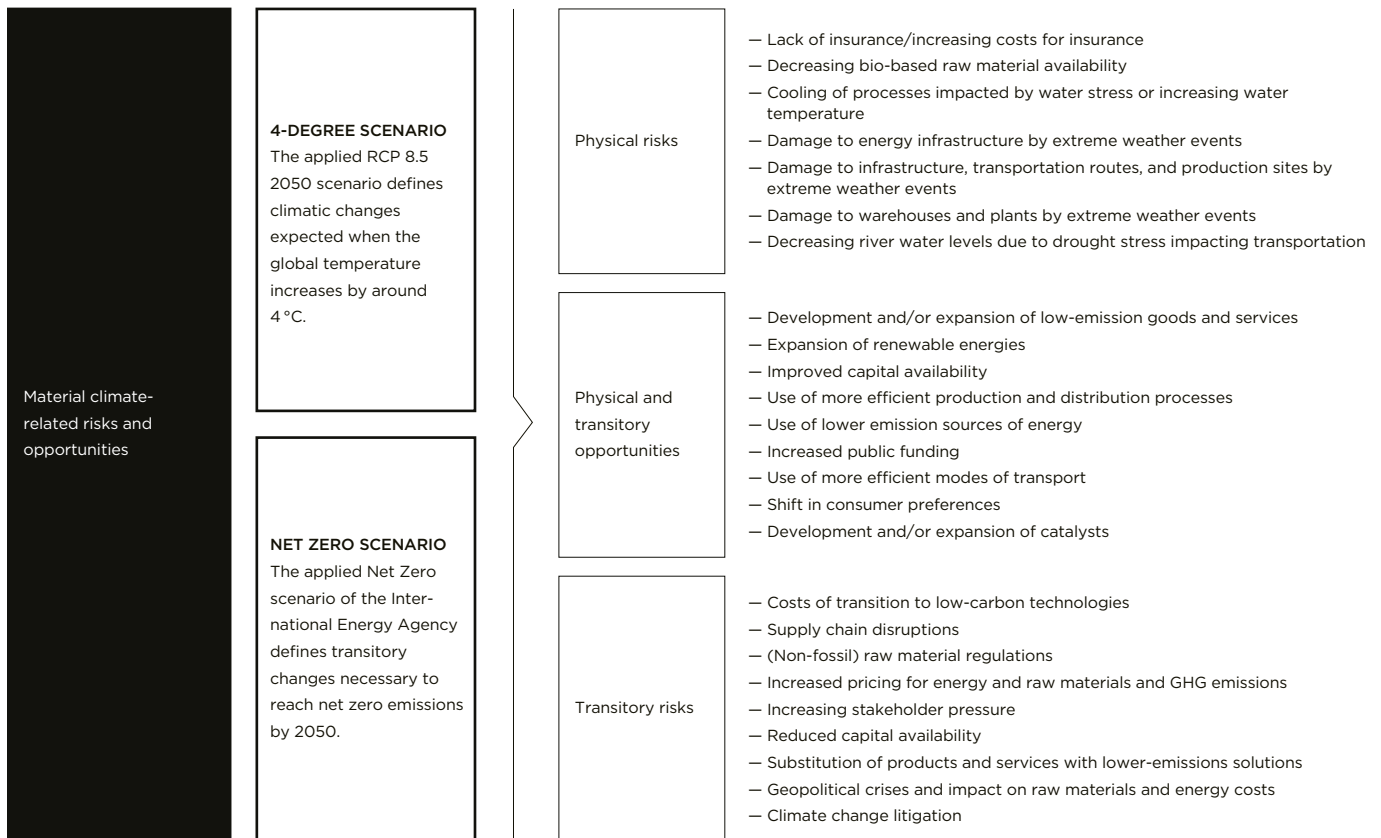 Material climate-
related risks and
opportunities
4-DEGREE SCENARIO
The applied RCP 8.5
2050 scenario defines
climatic changes
expected when the
global temperature
increases by around
4 °C.
NET ZERO SCENARIO
The applied Net Zero
scenario of the Inter-
national Energy Agency
defines transitory
changes necessary to
reach net zero emissions
by 2050.
Physical risks
— Lack of insurance/increasing costs for insurance
— Decreasing bio-based raw material availability
— Cooling of processes impacted by water stress or increasing water
temperature
— Damage to energy infrastructure by extreme weather events
— Damage to infrastructure, transportation routes, and production sites by
extreme weather events
— Damage to warehouses and plants by extreme weather events
— Decreasing river water levels due to drought stress impacting transportation
Physical and
transitory
opportunities
— Development and/or expansion of low-emission goods and services
— Expansion of renewable energies
— Improved capital availability
— Use of more efficient production and distribution processes
— Use of lower emission sources of energy
— Increased public funding
— Use of more efficient modes of transport
— Shift in consumer preferences
— Development and/or expansion of catalysts
Transitory risks
— Costs of transition to low-carbon technologies
— Supply chain disruptions
— (Non-fossil) raw material regulations
— Increased pricing for energy and raw materials and GHG emissions
— Increasing stakeholder pressure
— Reduced capital availability
— Substitution of products and services with lower-emissions solutions
— Geopolitical crises and impact on raw materials and energy costs
— Climate change litigation